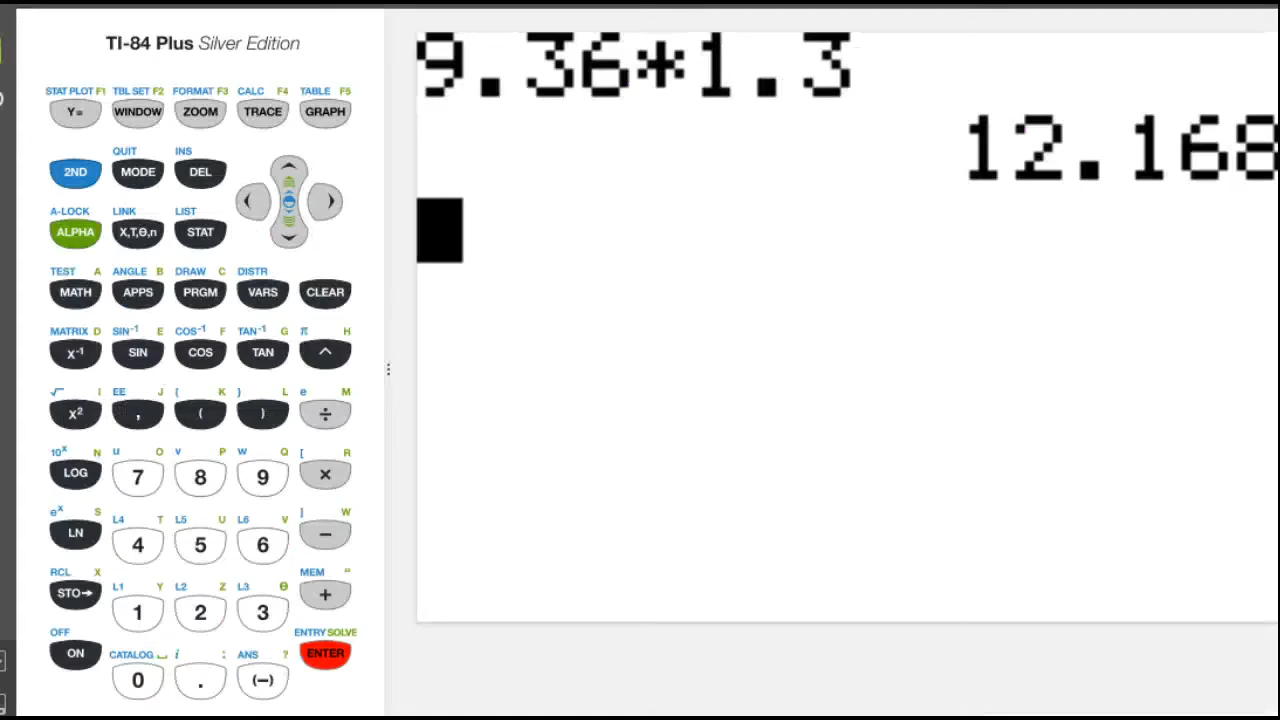 TI-84 Plus Silver Edition
9.36*1.3
12.168
STAT PLOT F1 TBL SET F2 FORMAT F3 CALC F4 TABLE F5
Y= WINDOW ZOOM TRACE GRAPH
QUIT INS
2ND MODE DEL
A-LOCK LINK LIST
ALPHA X,T,Θ,n STAT
TEST A ANGLE B DRAW C DISTR
MATH APPS PRGM VARS CLEAR
MATRIX D SIN⁻¹ E COS⁻¹ F TAN⁻¹ G π H
X⁻¹ SIN COS TAN ^
√ I EE J { K } L e M
X² , ( ) ÷
10ˣ N u O v P w Q [ R
LOG 7 8 9 ×
eˣ S L4 T L5 U L6 V ] W
LN 4 5 6 −
RCL X L1 Y L2 Z L3 Θ MEM "
STO→ 1 2 3 +
OFF ENTRY SOLVE
ON ENTER
CATALOG ⎵ i : ANS ?
0 . (−)